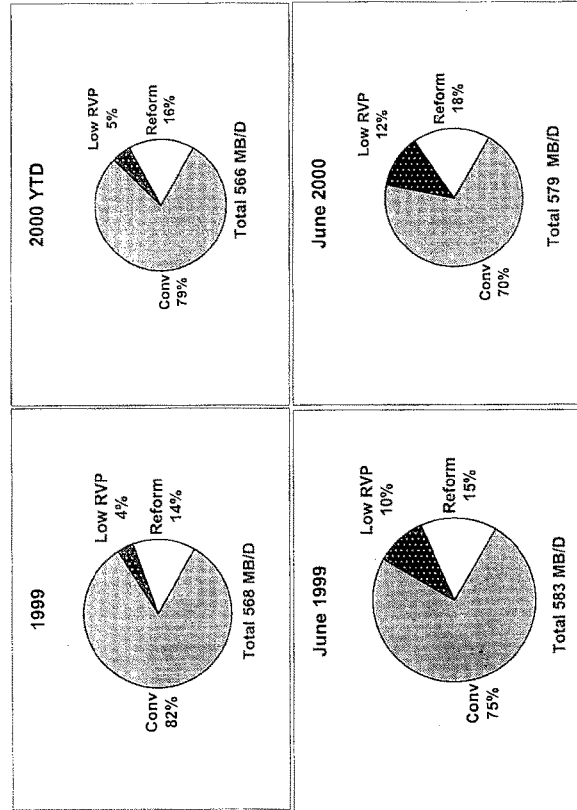 1999
Low RVP
4%
Reform
14%
Conv
82%
Total 568 MB/D
2000 YTD
Low RVP
5%
Reform
16%
Conv
79%
Total 566 MB/D
June 1999
Low RVP
10%
Reform
15%
Conv
75%
Total 583 MB/D
June 2000
Low RVP
12%
Reform
18%
Conv
70%
Total 579 MB/D